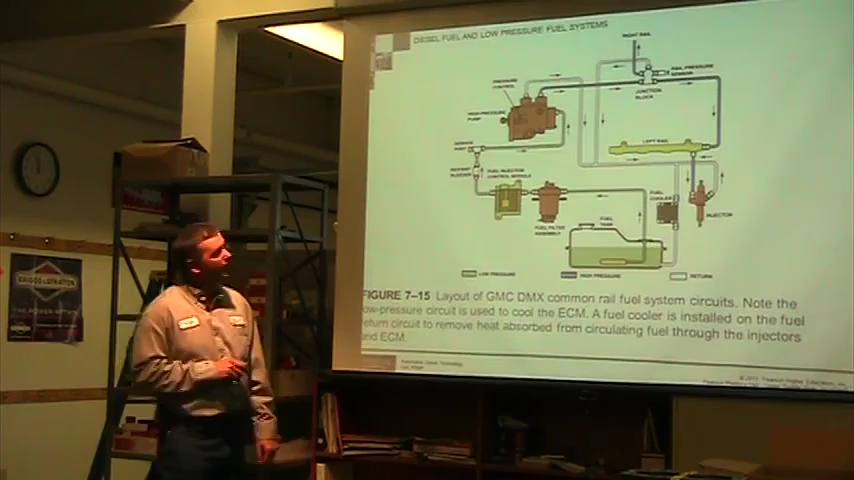 DIESEL FUEL AND LOW PRESSURE FUEL SYSTEMS
RIGHT RAIL
RAIL PRESSURE
SENSOR
PRESSURE
CONTROL
JUNCTION
BLOCK
HIGH-PRESSURE
PUMP
LEFT RAIL
FUEL INJECTOR
CONTROL MODULE
FUEL
COOLER
INJECTOR
FUEL FILTER
ASSEMBLY
FUEL
TANK
LOW PRESSURE
HIGH PRESSURE
RETURN
FIGURE 7–15 Layout of GMC DMX common rail fuel system circuits. Note the
low-pressure circuit is used to cool the ECM. A fuel cooler is installed on the fuel
return circuit to remove heat absorbed from circulating fuel through the injectors
and ECM.
BRIGGS & STRATTON